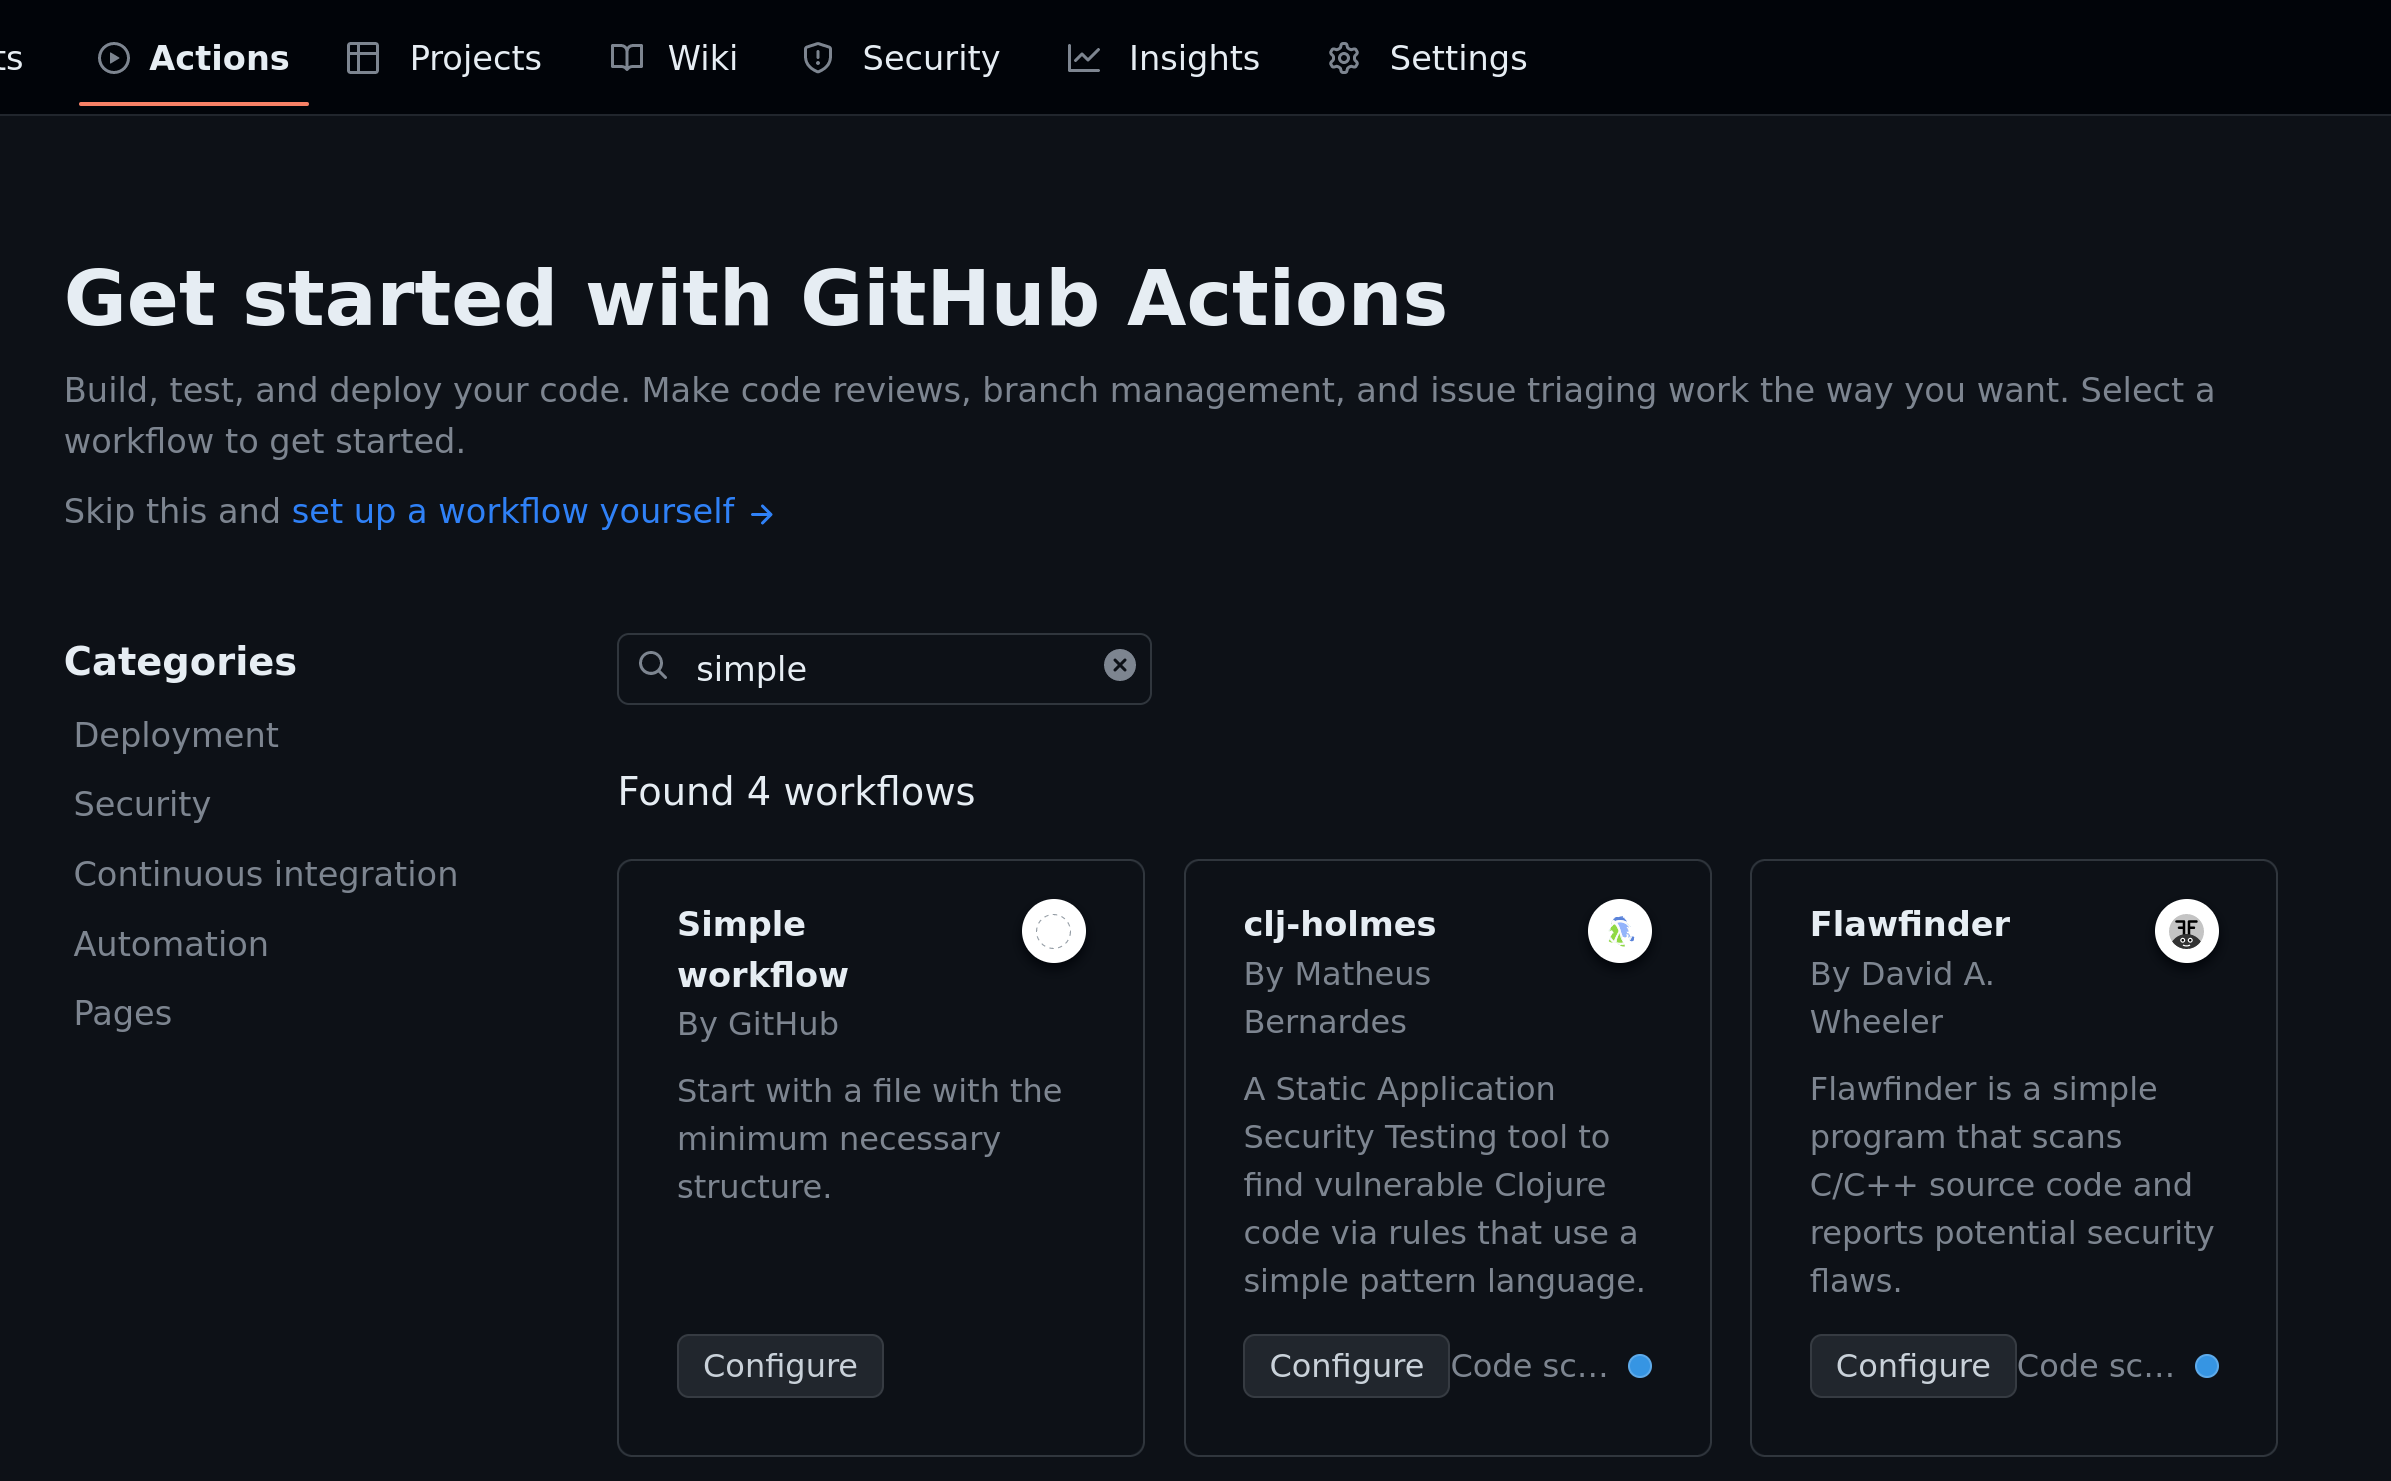 ts Actions Projects Wiki Security Insights Settings
Get started with GitHub Actions
Build, test, and deploy your code. Make code reviews, branch management, and issue triaging work the way you want. Select a
workflow to get started.
Skip this and set up a workflow yourself →
Categories
Deployment
Security
Continuous integration
Automation
Pages
simple
Found 4 workflows
Simple
workflow
By GitHub
Start with a file with the
minimum necessary
structure.
Configure
clj-holmes
By Matheus
Bernardes
A Static Application
Security Testing tool to
find vulnerable Clojure
code via rules that use a
simple pattern language.
Configure Code sc...
Flawfinder
By David A.
Wheeler
Flawfinder is a simple
program that scans
C/C++ source code and
reports potential security
flaws.
Configure Code sc...